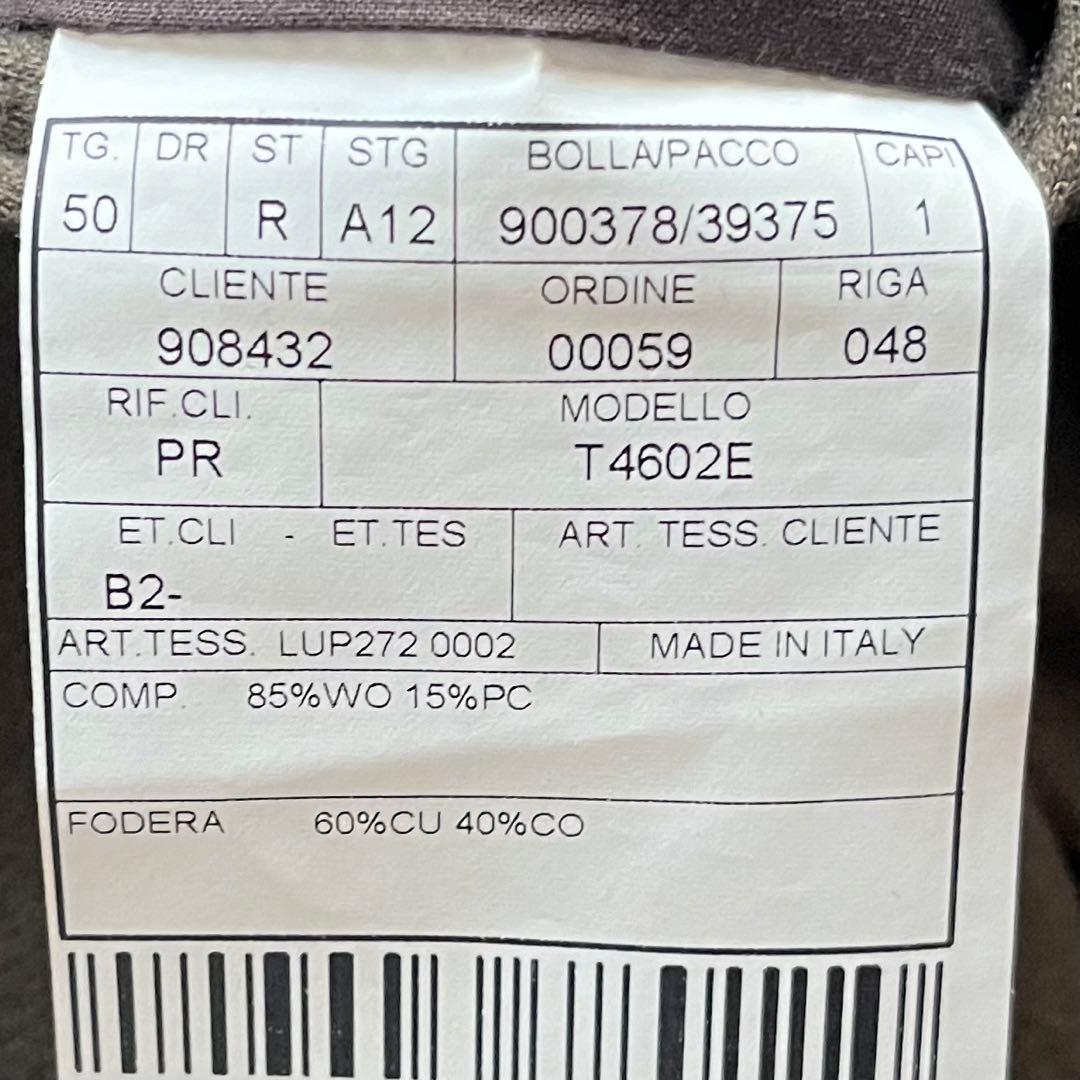 TG. DR ST STG BOLLA/PACCO CAPI
50 R A12 900378/39375 1
CLIENTE ORDINE RIGA
908432 00059 048
RIF.CLI. MODELLO
PR T4602E
ET.CLI - ET.TES ART. TESS. CLIENTE
B2-
ART.TESS. LUP272 0002 MADE IN ITALY
COMP. 85%WO 15%PC
FODERA 60%CU 40%CO